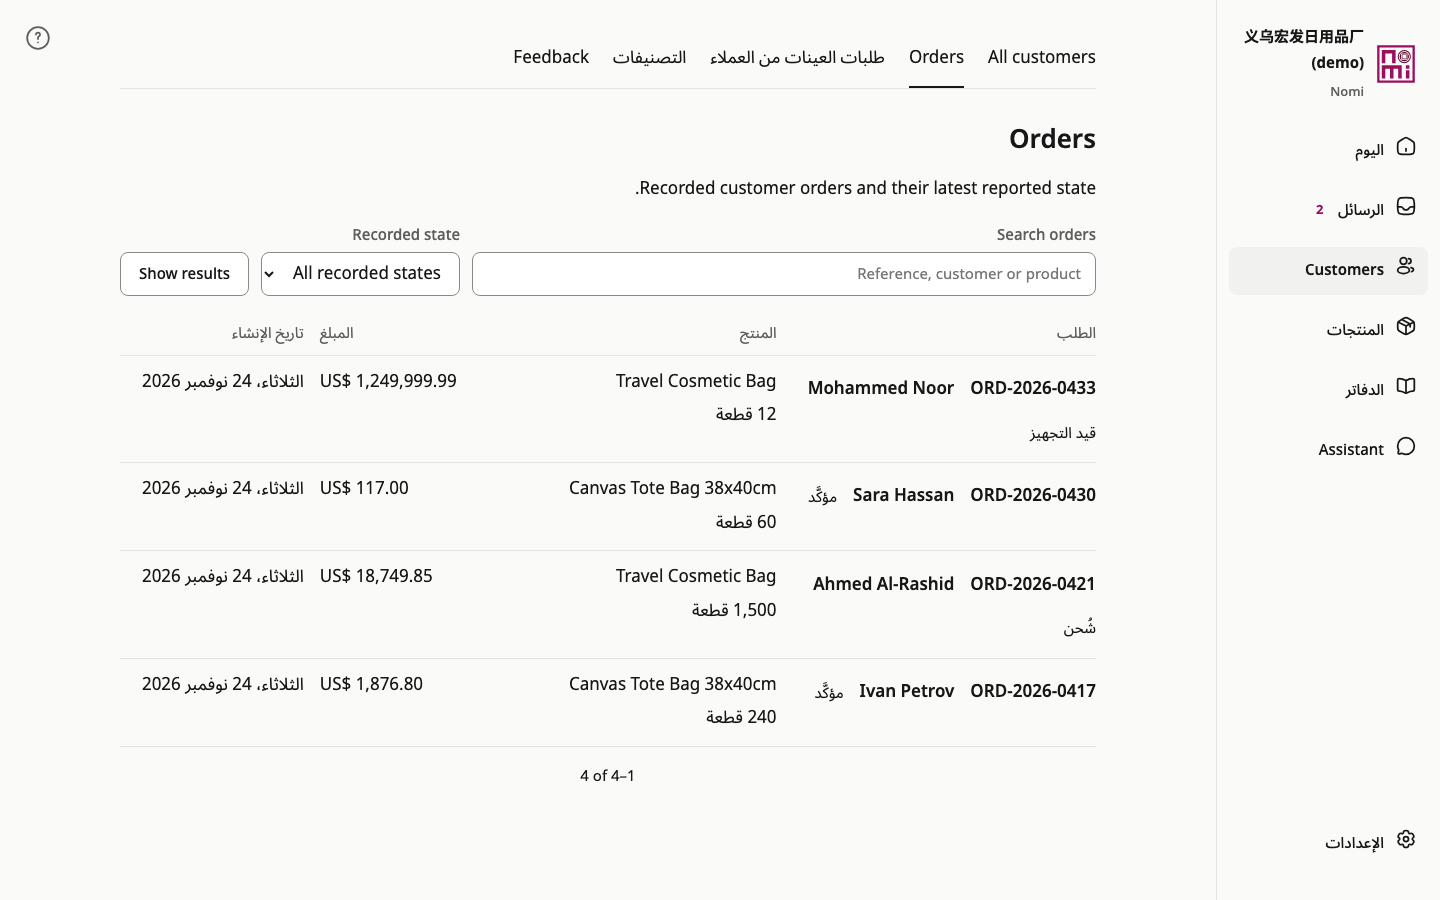 义乌宏发日用品厂
(demo)
Nomi
اليوم
الرسائل 2
Customers
المنتجات
الدفاتر
Assistant
الإعدادات
All customers
Orders
طلبات العينات من العملاء
التصنيفات
Feedback
Orders
Recorded customer orders and their latest reported state.
Search orders
Recorded state
Reference, customer or product
All recorded states
Show results
الطلب
المنتج
المبلغ
تاريخ الإنشاء
ORD-2026-0433 Mohammed Noor
قيد التجهيز
Travel Cosmetic Bag
12 قطعة
US$ 1,249,999.99
الثلاثاء، 24 نوفمبر 2026
ORD-2026-0430 Sara Hassan مؤكَّد
Canvas Tote Bag 38x40cm
60 قطعة
US$ 117.00
الثلاثاء، 24 نوفمبر 2026
ORD-2026-0421 Ahmed Al-Rashid
شُحن
Travel Cosmetic Bag
1,500 قطعة
US$ 18,749.85
الثلاثاء، 24 نوفمبر 2026
ORD-2026-0417 Ivan Petrov مؤكَّد
Canvas Tote Bag 38x40cm
240 قطعة
US$ 1,876.80
الثلاثاء، 24 نوفمبر 2026
4 of 4–1